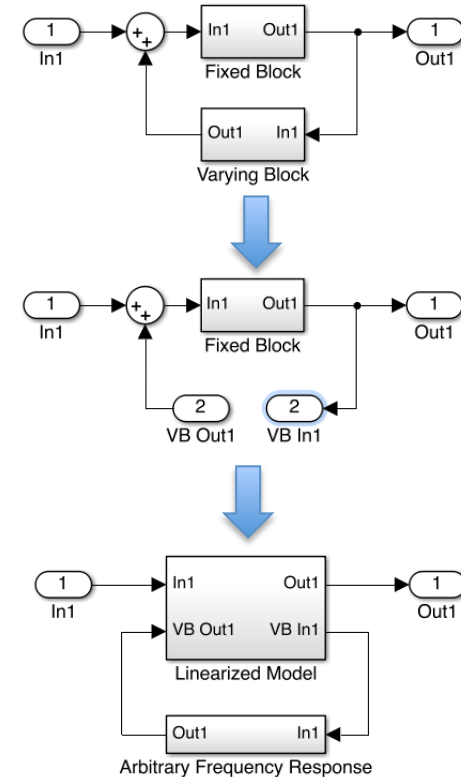 1
In1
+
+
In1 Out1
Fixed Block
1
Out1
Out1 In1
Varying Block
1
In1
+
+
In1 Out1
Fixed Block
1
Out1
2
VB Out1
2
VB In1
1
In1
In1 Out1
VB Out1 VB In1
Linearized Model
1
Out1
Out1 In1
Arbitrary Frequency Response